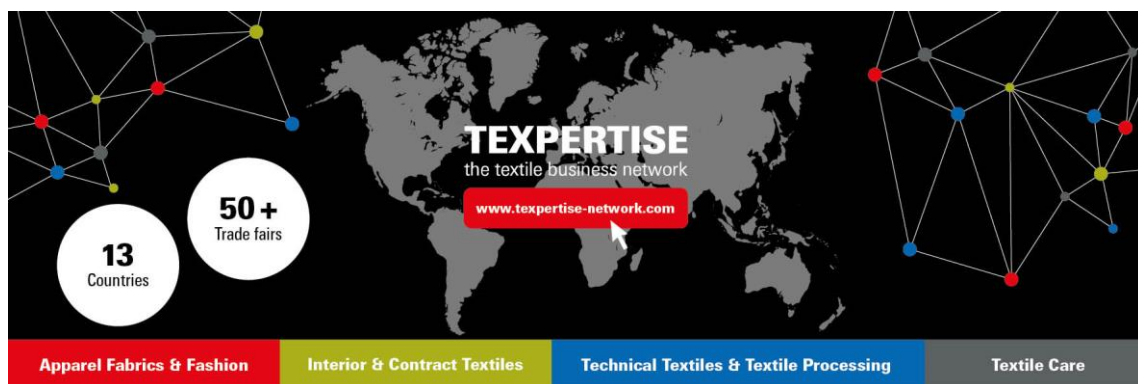 TEXPERTISE
the textile business network
www.texpertise-network.com
50 +
Trade fairs
13
Countries
Apparel Fabrics & Fashion
Interior & Contract Textiles
Technical Textiles & Textile Processing
Textile Care